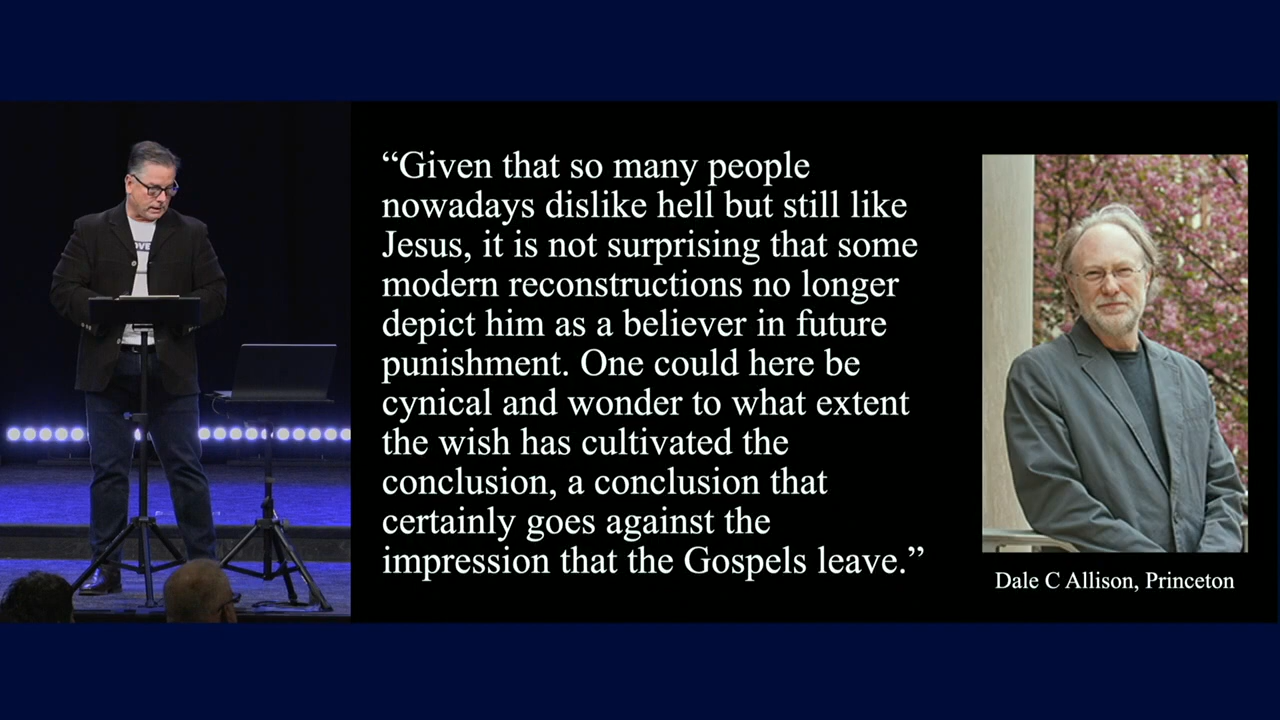 “Given that so many people
nowadays dislike hell but still like
Jesus, it is not surprising that some
modern reconstructions no longer
depict him as a believer in future
punishment. One could here be
cynical and wonder to what extent
the wish has cultivated the
conclusion, a conclusion that
certainly goes against the
impression that the Gospels leave.”
Dale C Allison, Princeton